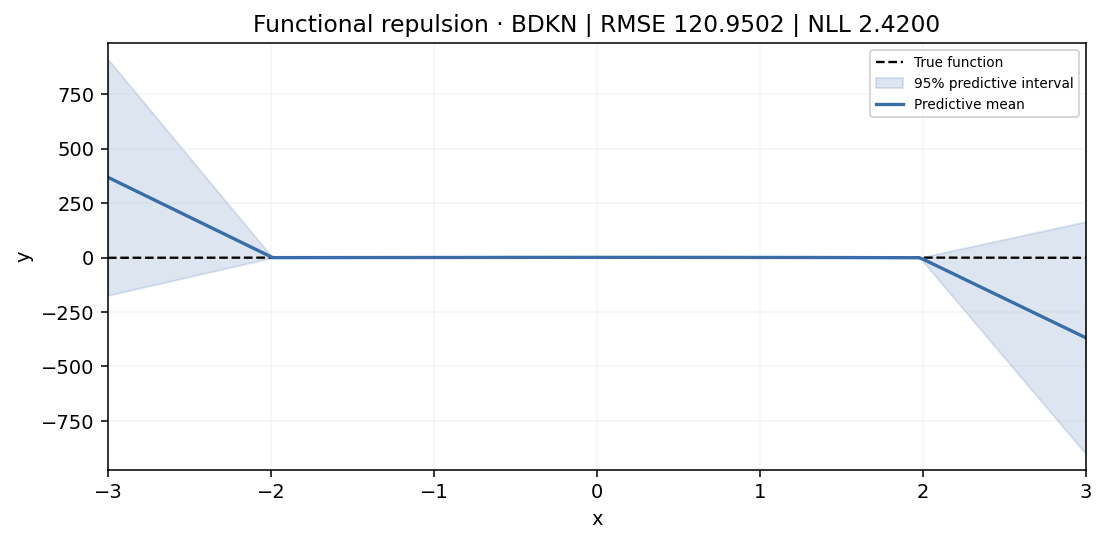 Functional repulsion · BDKN | RMSE 120.9502 | NLL 2.4200
True function
95% predictive interval
Predictive mean
750
500
250
0
−250
−500
−750
y
−3 −2 −1 0 1 2 3
x